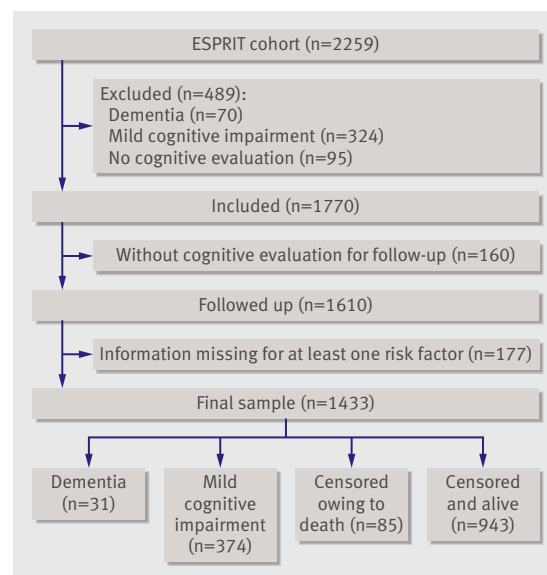 ESPRIT cohort (n=2259)
Excluded (n=489):
Dementia (n=70)
Mild cognitive impairment (n=324)
No cognitive evaluation (n=95)
Included (n=1770)
Without cognitive evaluation for follow-up (n=160)
Followed up (n=1610)
Information missing for at least one risk factor (n=177)
Final sample (n=1433)
Dementia
(n=31)
Mild
cognitive
impairment
(n=374)
Censored
owing to
death (n=85)
Censored
and alive
(n=943)